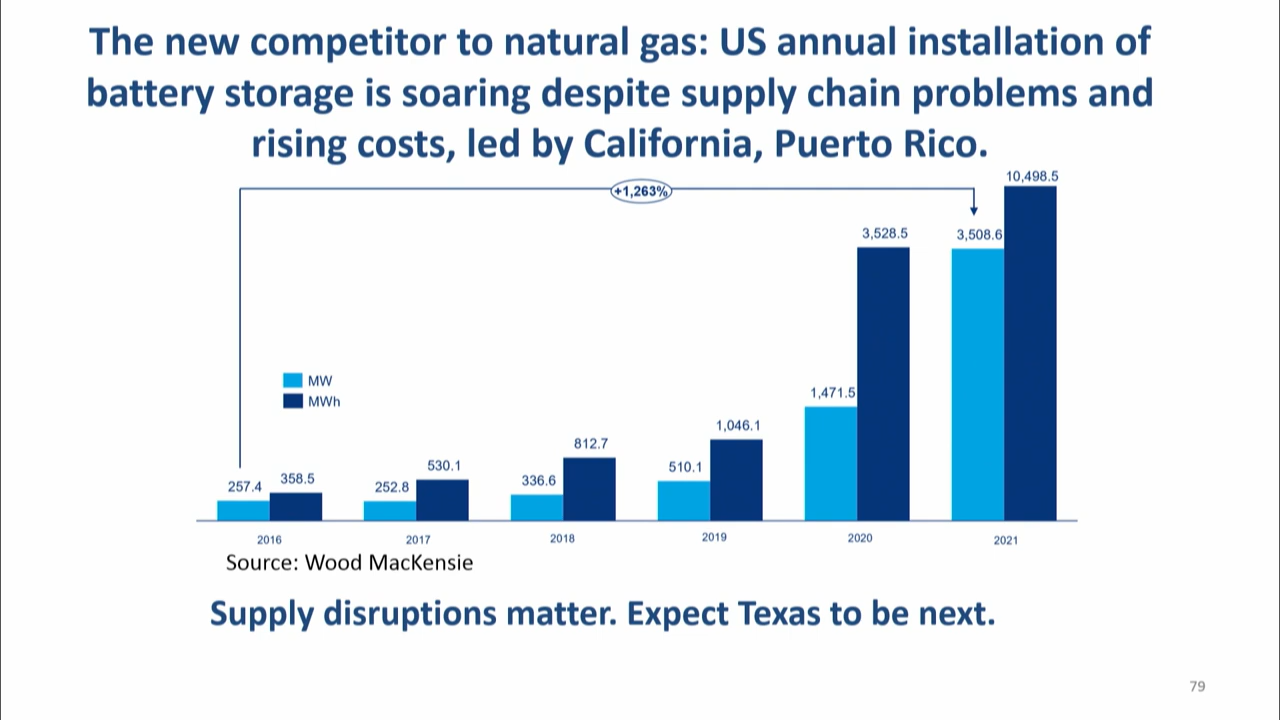 The new competitor to natural gas: US annual installation of
battery storage is soaring despite supply chain problems and
rising costs, led by California, Puerto Rico.
10,498.5
+1,263%
3,528.5
3,508.6
MW
1,471.5
MWh
1,046.1
812.7
530.1
510.1
358.5
336.6
257.4
252.8
2016
2017
2018
2019
2020
2021
Source: Wood MacKensie
Supply disruptions matter. Expect Texas to be next.
79